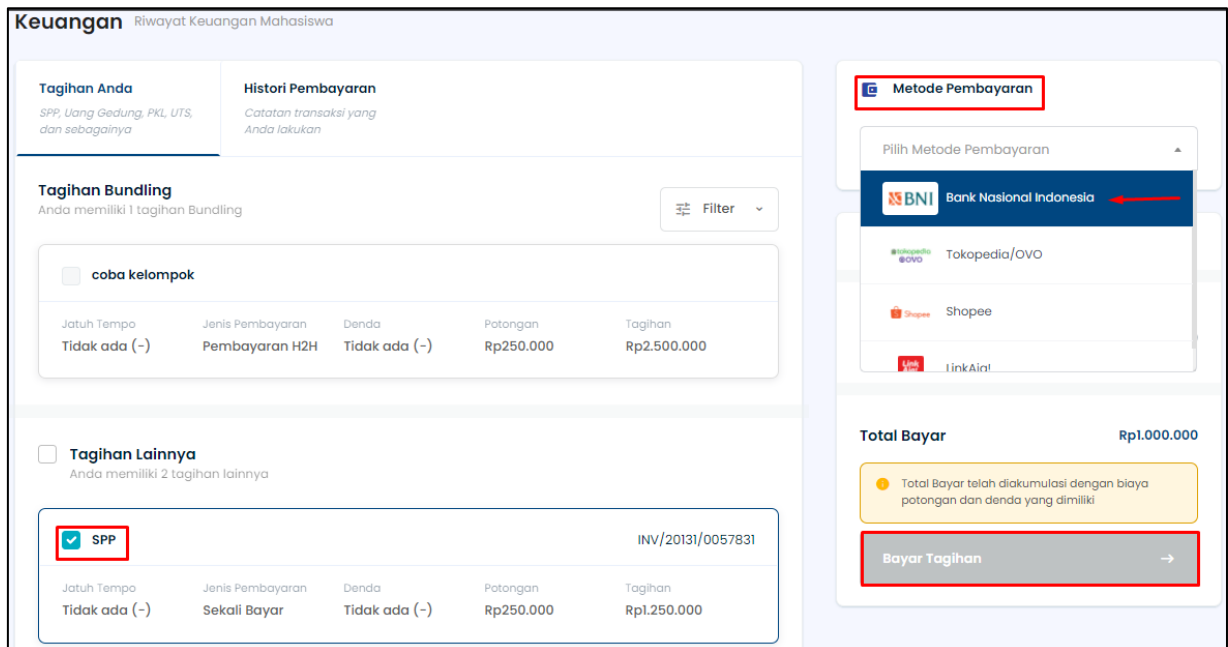 Keuangan Riwayat Keuangan Mahasiswa
Tagihan Anda
SPP, Uang Gedung, PKL, UTS,
dan sebagainya
Histori Pembayaran
Catatan transaksi yang
Anda lakukan
Tagihan Bundling
Anda memiliki 1 tagihan Bundling
Filter
coba kelompok
Jatuh Tempo Jenis Pembayaran Denda Potongan Tagihan
Tidak ada (-) Pembayaran H2H Tidak ada (-) Rp250.000 Rp2.500.000
Tagihan Lainnya
Anda memiliki 2 tagihan lainnya
SPP INV/20131/0057831
Jatuh Tempo Jenis Pembayaran Denda Potongan Tagihan
Tidak ada (-) Sekali Bayar Tidak ada (-) Rp250.000 Rp1.250.000
Metode Pembayaran
Pilih Metode Pembayaran
BNI Bank Nasional Indonesia
tokopedia
OVO
Tokopedia/OVO
Shopee Shopee
Link
Aja!
LinkAja!
Total Bayar Rp1.000.000
Total Bayar telah diakumulasi dengan biaya
potongan dan denda yang dimiliki
Bayar Tagihan